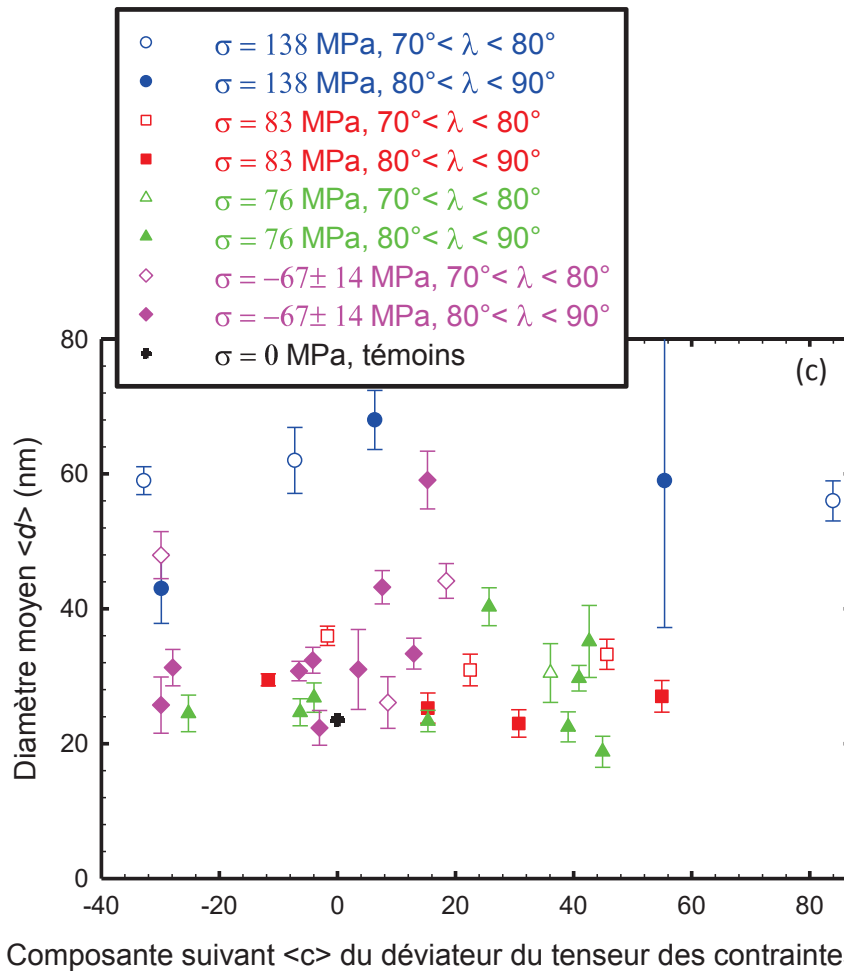 σ = 138 MPa, 70°< λ < 80°
σ = 138 MPa, 80°< λ < 90°
σ = 83 MPa, 70°< λ < 80°
σ = 83 MPa, 80°< λ < 90°
σ = 76 MPa, 70°< λ < 80°
σ = 76 MPa, 80°< λ < 90°
σ = −67± 14 MPa, 70°< λ < 80°
σ = −67± 14 MPa, 80°< λ < 90°
σ = 0 MPa, témoins
(c)
Diamètre moyen <d> (nm)
80
60
40
20
0
-40 -20 0 20 40 60 80
Composante suivant <c> du déviateur du tenseur des contrainte